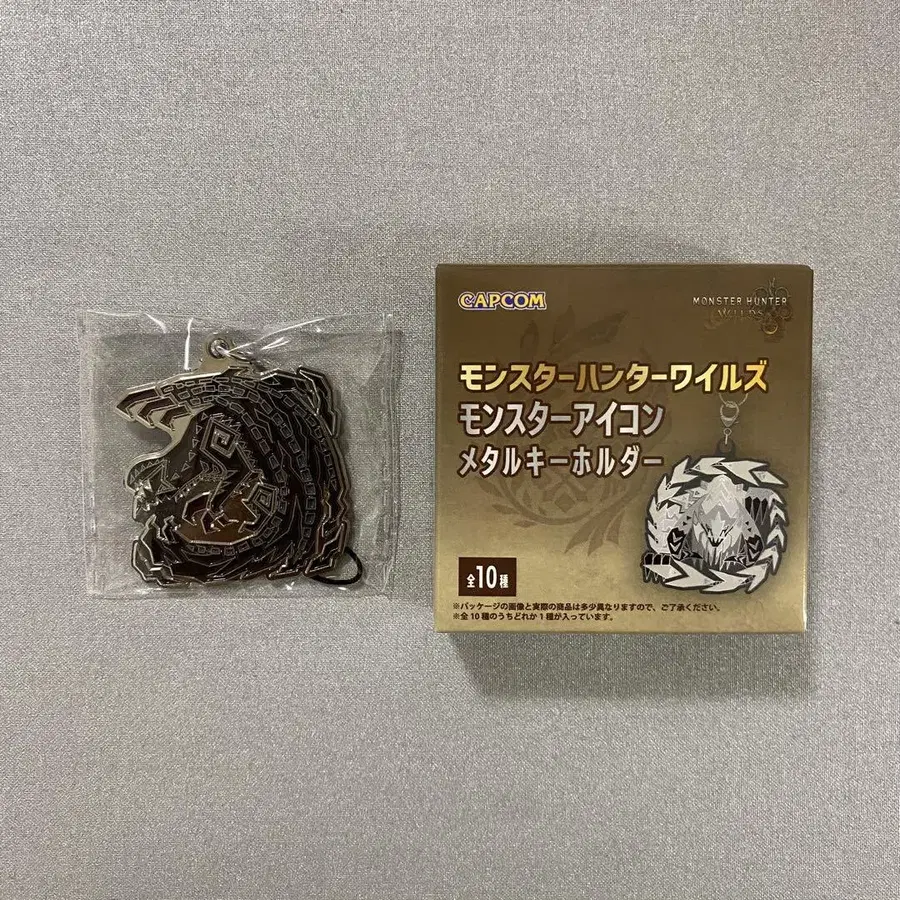 CAPCOM
MONSTER HUNTER
WILDS
モンスターハンターワイルズ
モンスターアイコン
メタルキーホルダー
全10種
※パッケージの画像と実際の商品は多少異なりますので、ご了承ください。
※全10種のうちどれか1種が入っています。